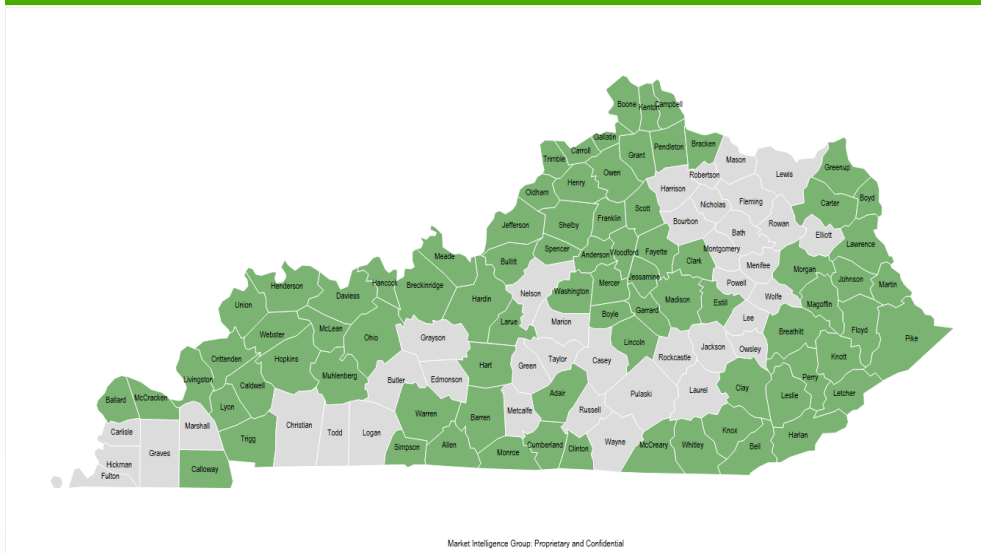 Boone Kenton Campbell
Gallatin
Carroll Grant Pendleton Bracken
Trimble Mason
Owen
Henry Robertson Lewis Greenup
Oldham Harrison
Nicholas Fleming Carter Boyd
Scott
Jefferson Shelby Franklin Bourbon Rowan
Bath Elliott
Spencer Anderson Woodford Fayette Montgomery Lawrence
Meade Bullitt Clark Menifee
Morgan
Hancock Breckinridge Jessamine Johnson Martin
Henderson Mercer Powell
Daviess Hardin Nelson Washington Madison Estill Wolfe
Union Magoffin
Larue Marion Boyle Garrard Lee
McLean Breathitt Floyd
Webster Ohio Grayson Lincoln Pike
Jackson Owsley
Crittenden Hopkins Taylor Casey Rockcastle Knott
Hart Green
Livingston Muhlenberg Butler Edmonson Perry
Caldwell Clay
Ballard McCracken Adair Pulaski Laurel Leslie Letcher
Lyon Metcalfe Russell
Marshall Warren Barren
Carlisle Christian Todd Logan Knox Harlan
Trigg Simpson Allen Cumberland Clinton Wayne McCreary Whitley Bell
Graves Monroe
Hickman Calloway
Fulton
Market Intelligence Group: Proprietary and Confidential